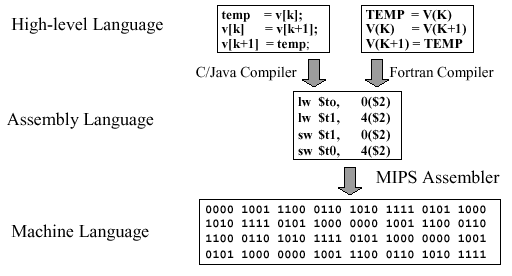 High-level Language
temp = v[k];
v[k] = v[k+1];
v[k+1] = temp;
TEMP = V(K)
V(K) = V(K+1)
V(K+1) = TEMP
C/Java Compiler
Fortran Compiler
Assembly Language
lw $to, 0($2)
lw $t1, 4($2)
sw $t1, 0($2)
sw $t0, 4($2)
MIPS Assembler
Machine Language
0000 1001 1100 0110 1010 1111 0101 1000
1010 1111 0101 1000 0000 1001 1100 0110
1100 0110 1010 1111 0101 1000 0000 1001
0101 1000 0000 1001 1100 0110 1010 1111